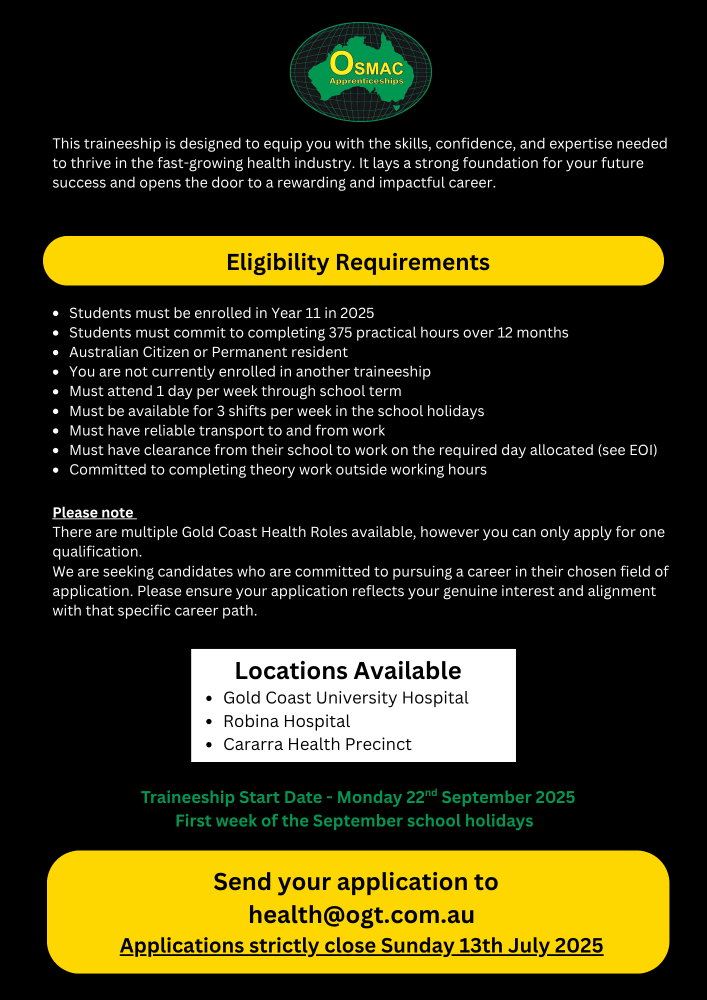 OSMAC
Apprenticeships
This traineeship is designed to equip you with the skills, confidence, and expertise needed
to thrive in the fast-growing health industry. It lays a strong foundation for your future
success and opens the door to a rewarding and impactful career.
Eligibility Requirements
• Students must be enrolled in Year 11 in 2025
• Students must commit to completing 375 practical hours over 12 months
• Australian Citizen or Permanent resident
• You are not currently enrolled in another traineeship
• Must attend 1 day per week through school term
• Must be available for 3 shifts per week in the school holidays
• Must have reliable transport to and from work
• Must have clearance from their school to work on the required day allocated (see EOI)
• Committed to completing theory work outside working hours
Please note
There are multiple Gold Coast Health Roles available, however you can only apply for one
qualification.
We are seeking candidates who are committed to pursuing a career in their chosen field of
application. Please ensure your application reflects your genuine interest and alignment
with that specific career path.
Locations Available
• Gold Coast University Hospital
• Robina Hospital
• Cararra Health Precinct
Traineeship Start Date - Monday 22nd September 2025
First week of the September school holidays
Send your application to
health@ogt.com.au
Applications strictly close Sunday 13th July 2025